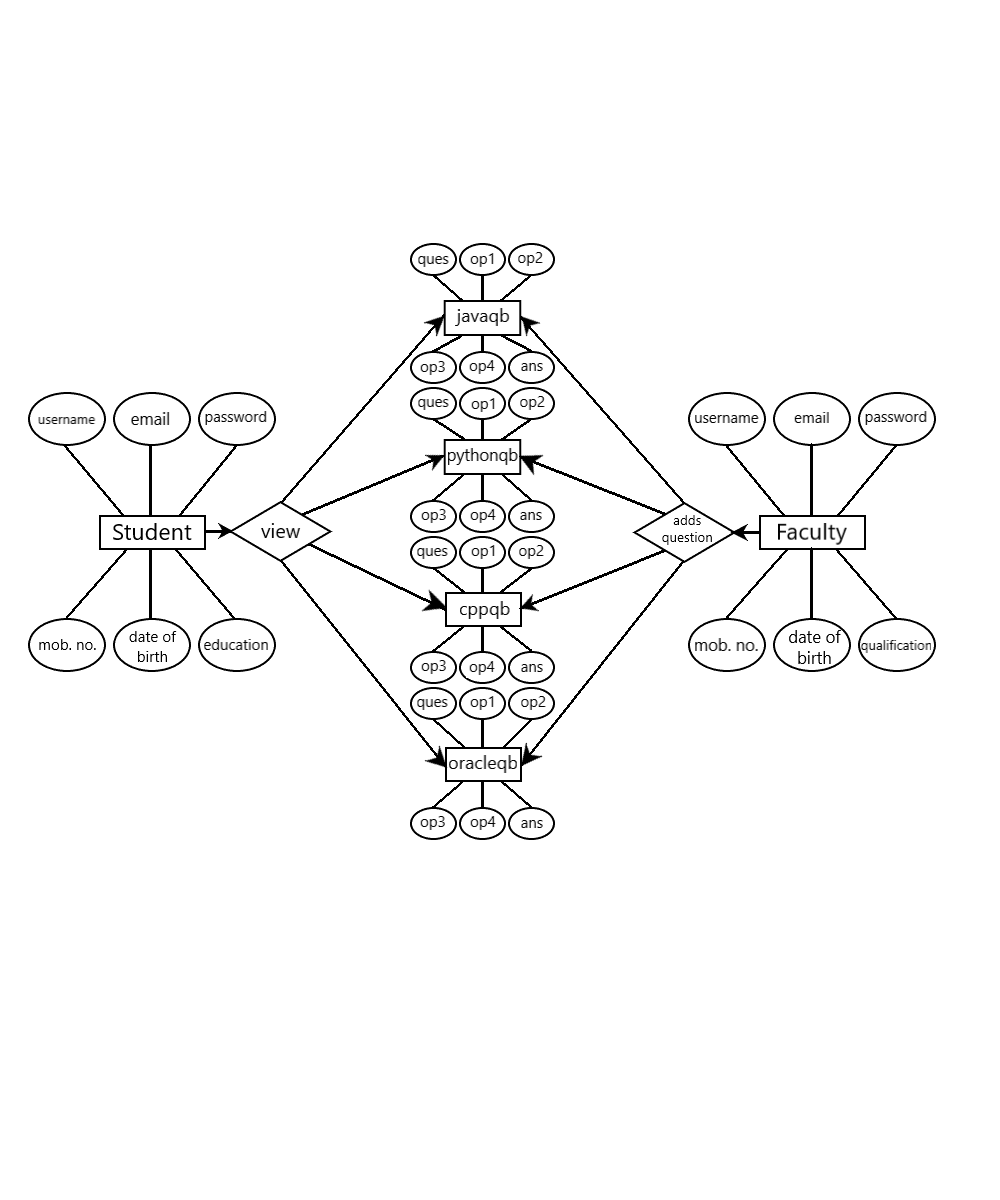 ques op1 op2
javaqb
op3 op4 ans
ques op1 op2
username email password
username email password
pythonqb
op3 op4 ans
Student view
adds
question
Faculty
ques op1 op2
cppqb
mob. no. date of
birth
education
mob. no. date of
birth
qualification
op3 op4 ans
ques op1 op2
oracleqb
op3 op4 ans